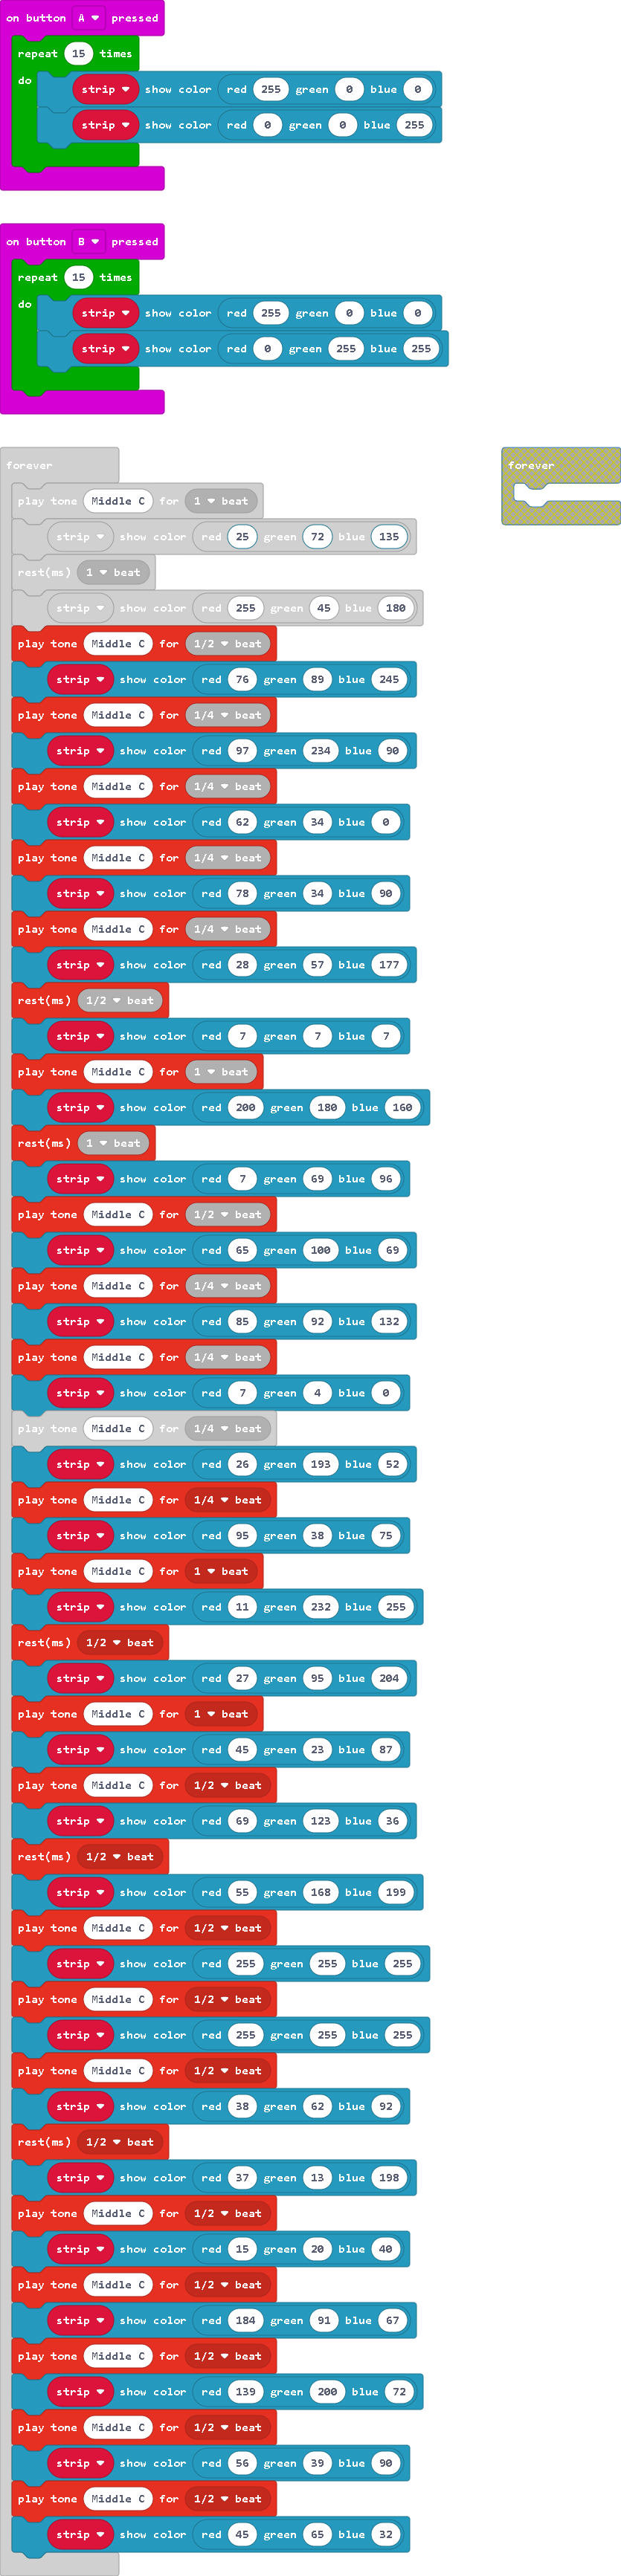 on button A pressed
repeat 15 times
do strip show color red 255 green 0 blue 0
strip show color red 0 green 0 blue 255
on button B pressed
repeat 15 times
do strip show color red 255 green 0 blue 0
strip show color red 0 green 255 blue 255
forever
forever
play tone Middle C for 1 beat
strip show color red 25 green 72 blue 135
rest(ms) 1 beat
strip show color red 255 green 45 blue 180
play tone Middle C for 1/2 beat
strip show color red 76 green 89 blue 245
play tone Middle C for 1/4 beat
strip show color red 97 green 234 blue 90
play tone Middle C for 1/4 beat
strip show color red 62 green 34 blue 0
play tone Middle C for 1/4 beat
strip show color red 78 green 34 blue 90
play tone Middle C for 1/4 beat
strip show color red 28 green 57 blue 177
rest(ms) 1/2 beat
strip show color red 7 green 7 blue 7
play tone Middle C for 1 beat
strip show color red 200 green 180 blue 160
rest(ms) 1 beat
strip show color red 7 green 69 blue 96
play tone Middle C for 1/2 beat
strip show color red 65 green 100 blue 69
play tone Middle C for 1/4 beat
strip show color red 85 green 92 blue 132
play tone Middle C for 1/4 beat
strip show color red 7 green 4 blue 0
play tone Middle C for 1/4 beat
strip show color red 26 green 193 blue 52
play tone Middle C for 1/4 beat
strip show color red 95 green 38 blue 75
play tone Middle C for 1 beat
strip show color red 11 green 232 blue 255
rest(ms) 1/2 beat
strip show color red 27 green 95 blue 204
play tone Middle C for 1 beat
strip show color red 45 green 23 blue 87
play tone Middle C for 1/2 beat
strip show color red 69 green 123 blue 36
rest(ms) 1/2 beat
strip show color red 55 green 168 blue 199
play tone Middle C for 1/2 beat
strip show color red 255 green 255 blue 255
play tone Middle C for 1/2 beat
strip show color red 255 green 255 blue 255
play tone Middle C for 1/2 beat
strip show color red 38 green 62 blue 92
rest(ms) 1/2 beat
strip show color red 37 green 13 blue 198
play tone Middle C for 1/2 beat
strip show color red 15 green 20 blue 40
play tone Middle C for 1/2 beat
strip show color red 184 green 91 blue 67
play tone Middle C for 1/2 beat
strip show color red 139 green 200 blue 72
play tone Middle C for 1/2 beat
strip show color red 56 green 39 blue 90
play tone Middle C for 1/2 beat
strip show color red 45 green 65 blue 32